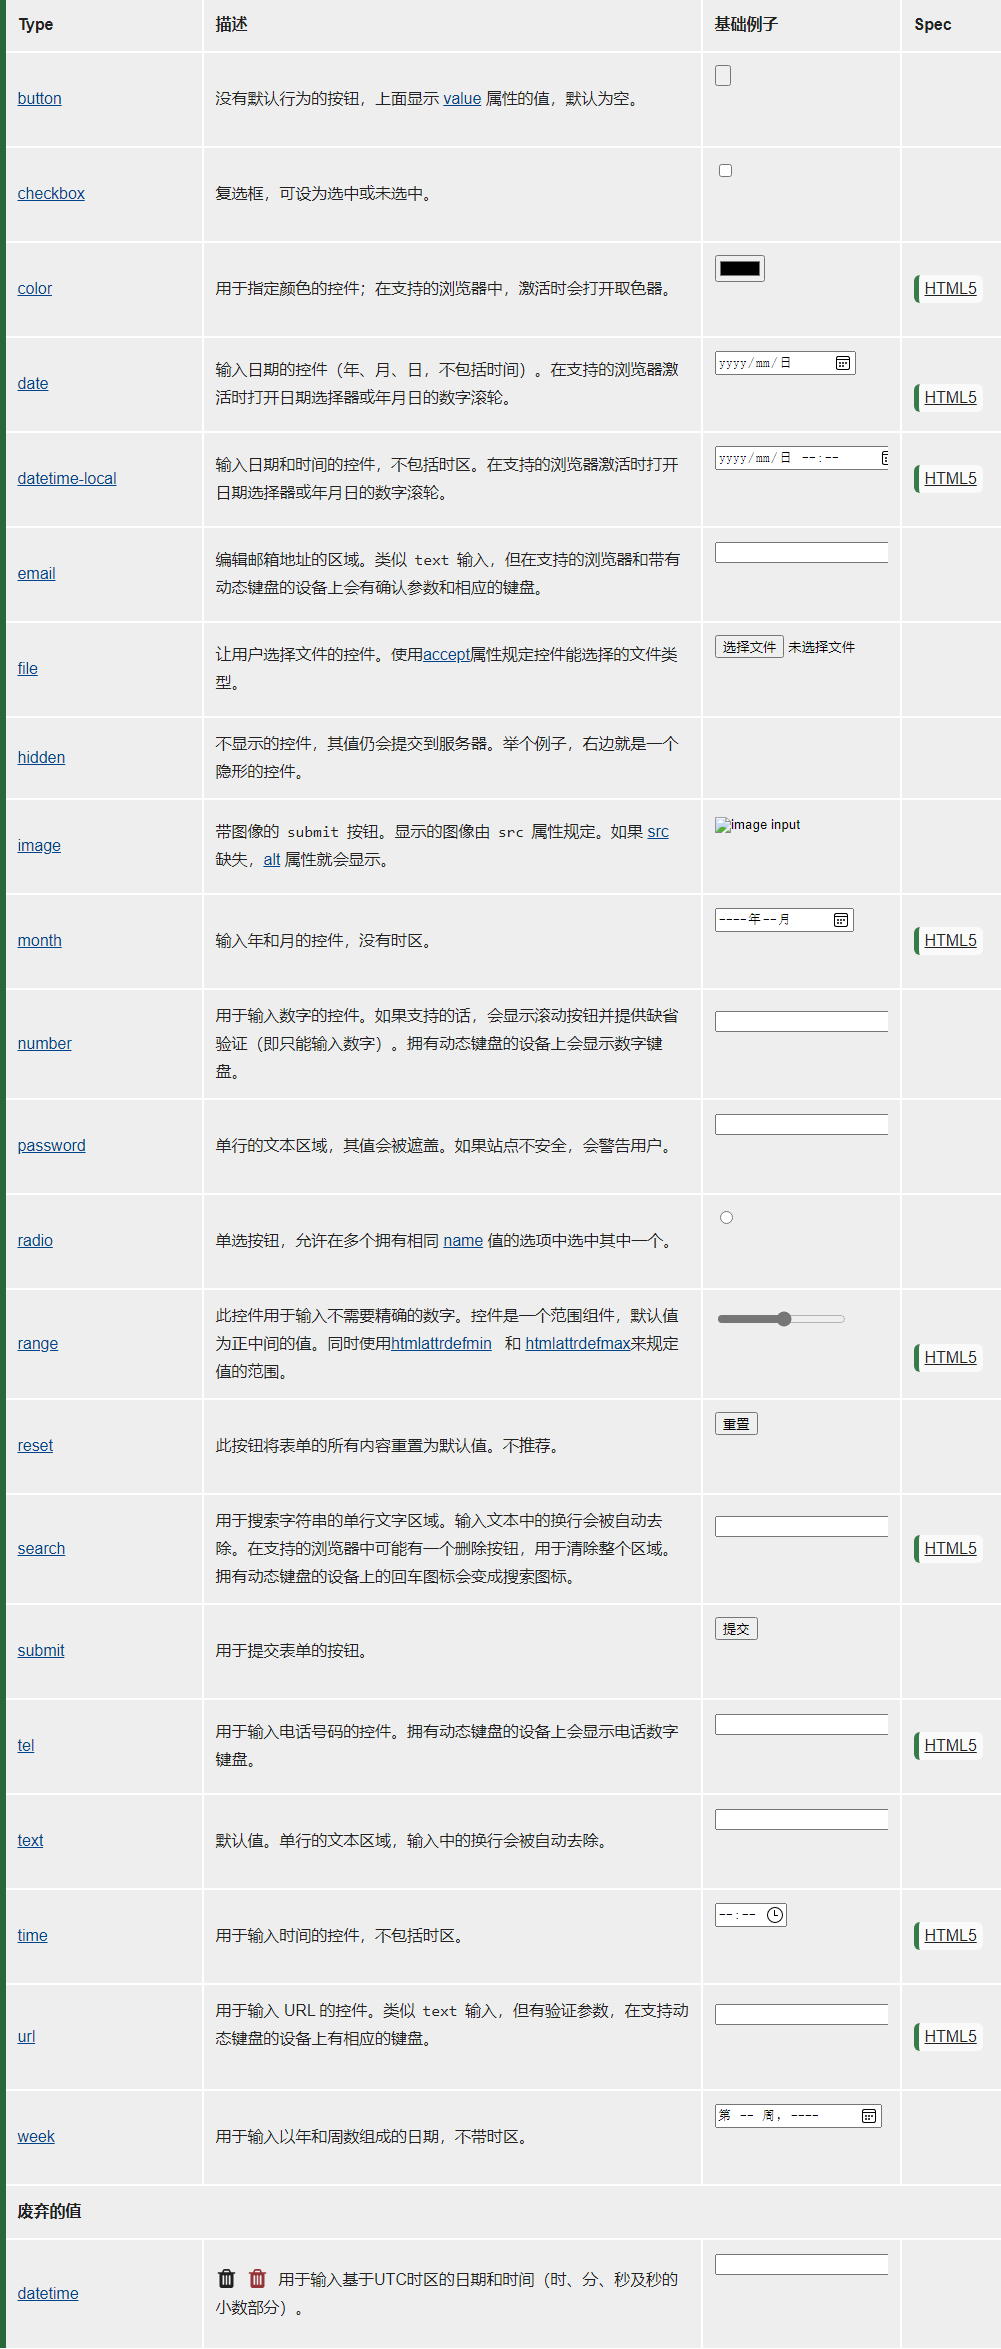 Type 描述 基础例子 Spec
button 没有默认行为的按钮，上面显示 value 属性的值，默认为空。
checkbox 复选框，可设为选中或未选中。
color 用于指定颜色的控件；在支持的浏览器中，激活时会打开取色器。 HTML5
date 输入日期的控件（年、月、日，不包括时间）。在支持的浏览器激
活时打开日期选择器或年月日的数字滚轮。 yyyy/mm/日 HTML5
datetime-local 输入日期和时间的控件，不包括时区。在支持的浏览器激活时打开
日期选择器或年月日的数字滚轮。 yyyy/mm/日 --:-- HTML5
email 编辑邮箱地址的区域。类似 text 输入，但在支持的浏览器和带有
动态键盘的设备上会有确认参数和相应的键盘。
file 让用户选择文件的控件。使用accept属性规定控件能选择的文件类
型。 选择文件 未选择文件
hidden 不显示的控件，其值仍会提交到服务器。举个例子，右边就是一个
隐形的控件。
image 带图像的 submit 按钮。显示的图像由 src 属性规定。如果 src
缺失，alt 属性就会显示。 image input
month 输入年和月的控件，没有时区。 ----年--月 HTML5
number 用于输入数字的控件。如果支持的话，会显示滚动按钮并提供缺省
验证（即只能输入数字）。拥有动态键盘的设备上会显示数字键
盘。
password 单行的文本区域，其值会被遮盖。如果站点不安全，会警告用户。
radio 单选按钮，允许在多个拥有相同 name 值的选项中选中其中一个。
range 此控件用于输入不需要精确的数字。控件是一个范围组件，默认值
为正中间的值。同时使用htmlattrdefmin 和 htmlattrdefmax来规定
值的范围。 HTML5
reset 此按钮将表单的所有内容重置为默认值。不推荐。 重置
search 用于搜索字符串的单行文字区域。输入文本中的换行会被自动去
除。在支持的浏览器中可能有一个删除按钮，用于清除整个区域。
拥有动态键盘的设备上的回车图标会变成搜索图标。 HTML5
submit 用于提交表单的按钮。 提交
tel 用于输入电话号码的控件。拥有动态键盘的设备上会显示电话数字
键盘。 HTML5
text 默认值。单行的文本区域，输入中的换行会被自动去除。
time 用于输入时间的控件，不包括时区。 --:-- HTML5
url 用于输入 URL 的控件。类似 text 输入，但有验证参数，在支持动
态键盘的设备上有相应的键盘。 HTML5
week 用于输入以年和周数组成的日期，不带时区。 第 -- 周，----
废弃的值
datetime 用于输入基于UTC时区的日期和时间（时、分、秒及秒的
小数部分）。